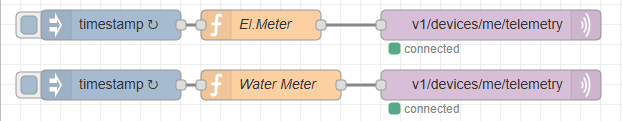 timestamp ↻ El.Meter v1/devices/me/telemetry
connected
timestamp ↻ Water Meter v1/devices/me/telemetry
connected